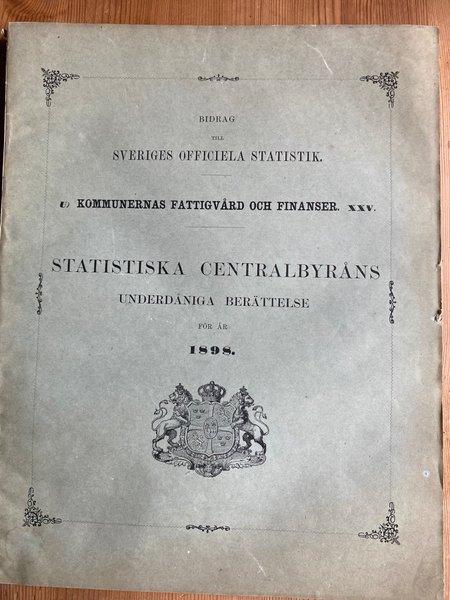 BIDRAG
TILL
SVERIGES OFFICIELA STATISTIK.
U) KOMMUNERNAS FATTIGVÅRD OCH FINANSER. XXV.
STATISTISKA CENTRALBYRÅNS
UNDERDÅNIGA BERÄTTELSE
FÖR ÅR
1898.